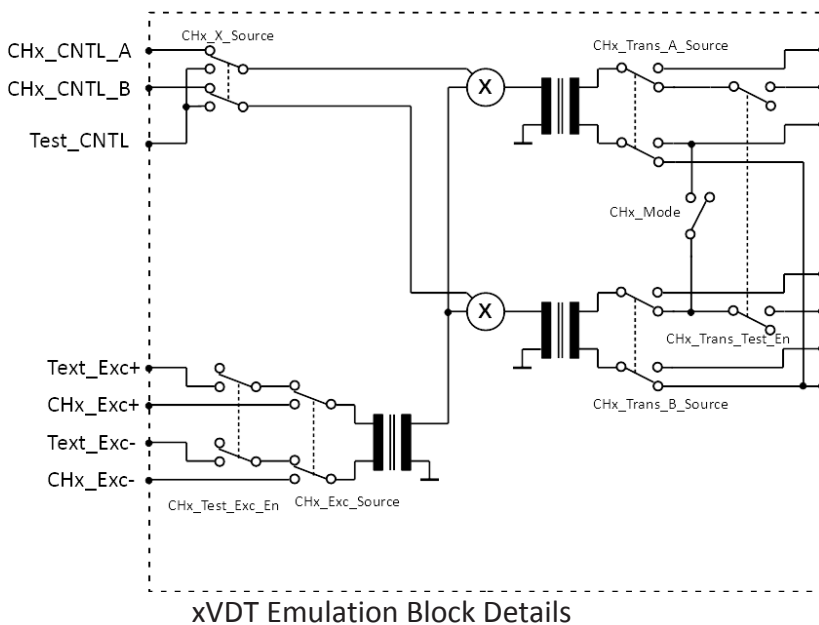 CHx_X_Source
CHx_Trans_A_Source
CHx_CNTL_A
CHx_CNTL_B
Test_CNTL
X
CHx_Mode
X
CHx_Trans_Test_En
Text_Exc+
CHx_Exc+
Text_Exc-
CHx_Exc-
CHx_Trans_B_Source
CHx_Test_Exc_En
CHx_Exc_Source
xVDT Emulation Block Details